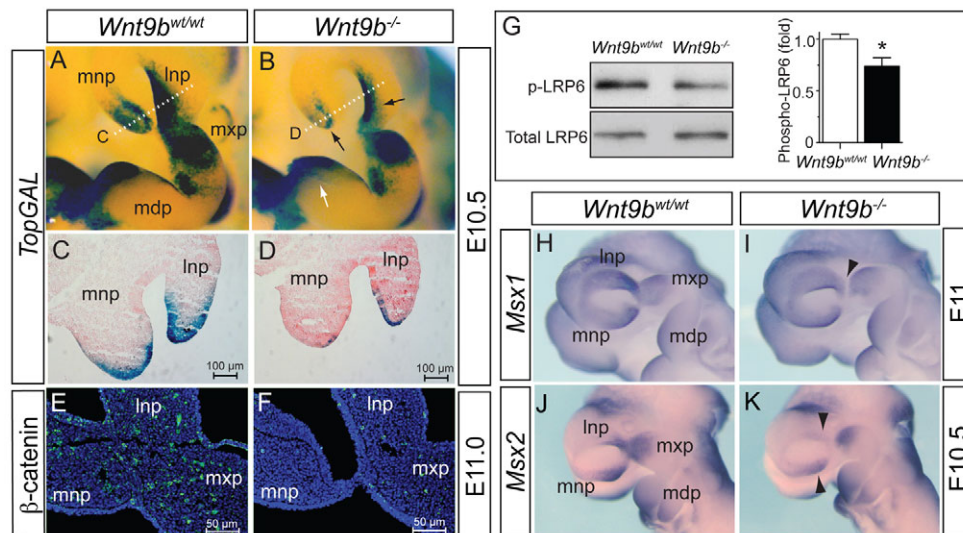 Wnt9b^wt/wt
Wnt9b^-/-
TopGAL
A
mnp
lnp
C
mxp
mdp
B
D
C
mnp
lnp
100 µm
D
100 µm
E10.5
β-catenin
E
lnp
mnp
mxp
50 µm
F
lnp
mnp
mxp
50 µm
E11.0
G
Wnt9b^wt/wt
Wnt9b^-/-
p-LRP6
Total LRP6
Phospho-LRP6 (fold)
1.0
0.5
0
*
Wnt9b^wt/wt
Wnt9b^-/-
Wnt9b^wt/wt
Wnt9b^-/-
Msx1
H
lnp
mxp
mnp
mdp
I
E11
Msx2
J
lnp
mxp
mnp
mdp
K
E10.5